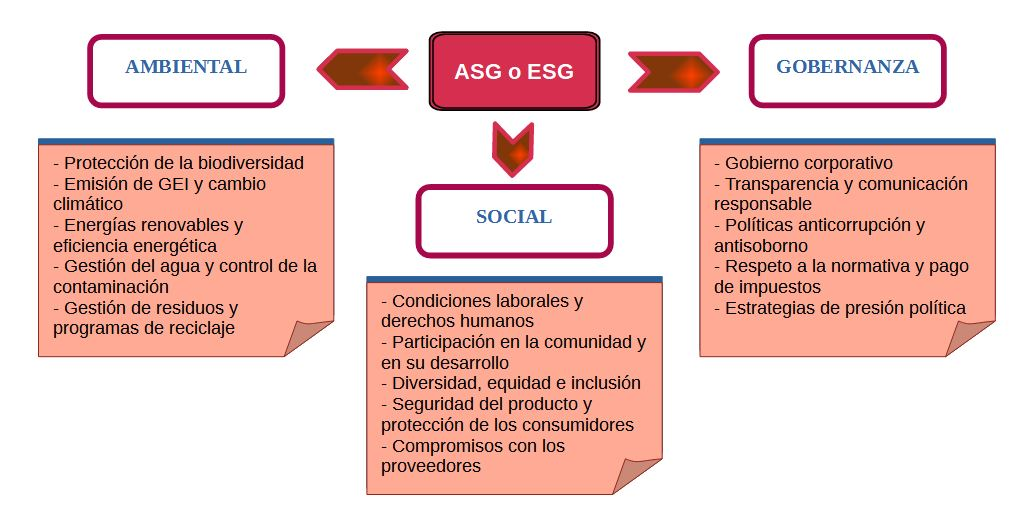 ASG o ESG
AMBIENTAL
- Protección de la biodiversidad
- Emisión de GEI y cambio
climático
- Energías renovables y
eficiencia energética
- Gestión del agua y control de la
contaminación
- Gestión de residuos y
programas de reciclaje
SOCIAL
- Condiciones laborales y
derechos humanos
- Participación en la comunidad y
en su desarrollo
- Diversidad, equidad e inclusión
- Seguridad del producto y
protección de los consumidores
- Compromisos con los
proveedores
GOBERNANZA
- Gobierno corporativo
- Transparencia y comunicación
responsable
- Políticas anticorrupción y
antisoborno
- Respeto a la normativa y pago
de impuestos
- Estrategias de presión política